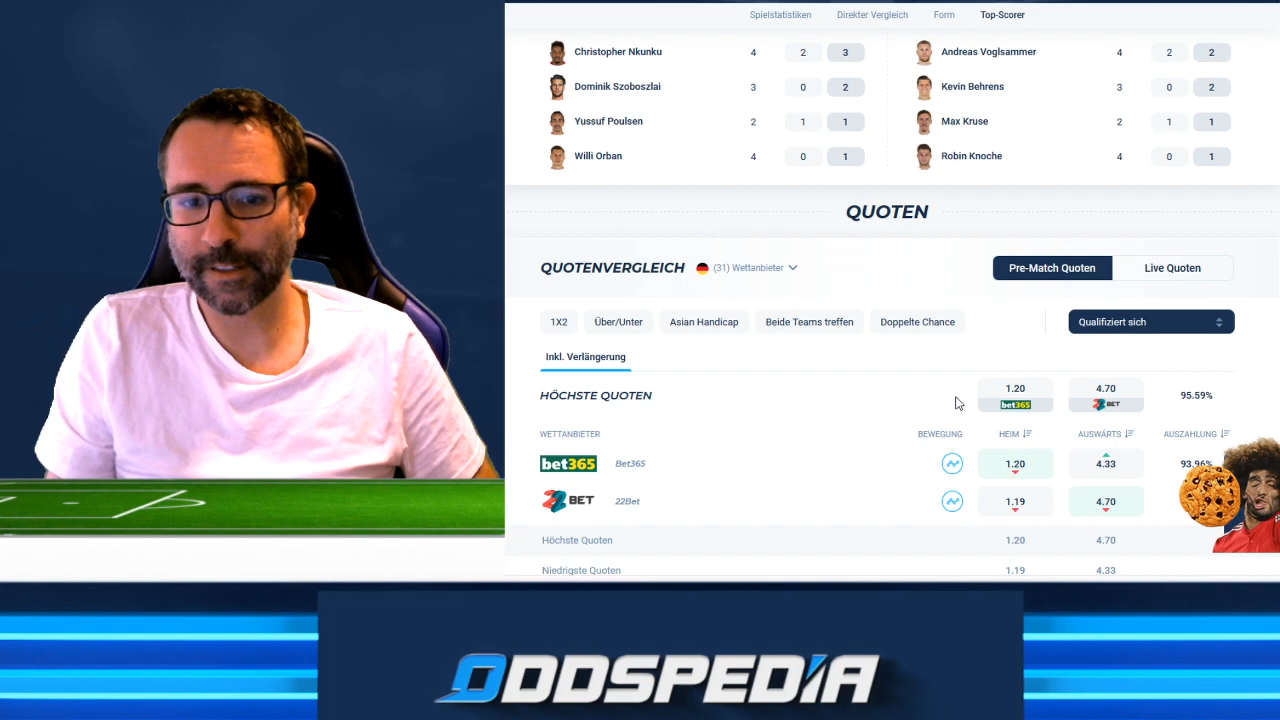 Spielstatistiken Direkter Vergleich Form Top-Scorer
Christopher Nkunku 4 2 3 Andreas Voglsammer 4 2 2
Dominik Szoboszlai 3 0 2 Kevin Behrens 3 0 2
Yussuf Poulsen 2 1 1 Max Kruse 2 1 1
Willi Orban 4 0 1 Robin Knoche 4 0 1
QUOTEN
QUOTENVERGLEICH (31) Wettanbieter Pre-Match Quoten Live Quoten
1X2 Über/Unter Asian Handicap Beide Teams treffen Doppelte Chance Qualifiziert sich
Inkl. Verlängerung
HÖCHSTE QUOTEN 1.20 4.70 95.59%
bet365 22BET
WETTANBIETER BEWEGUNG HEIM AUSWÄRTS AUSZAHLUNG
bet365 Bet365 1.20 4.33 93.96%
22BET 22Bet 1.19 4.70
Höchste Quoten 1.20 4.70
Niedrigste Quoten 1.19 4.33
ODDSPEDIA